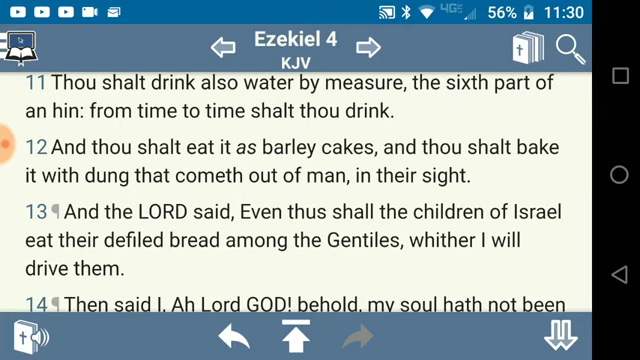 4G 56% 11:30
Ezekiel 4
KJV
11 Thou shalt drink also water by measure, the sixth part of
an hin: from time to time shalt thou drink.
12 And thou shalt eat it as barley cakes, and thou shalt bake
it with dung that cometh out of man, in their sight.
13 ¶ And the LORD said, Even thus shall the children of Israel
eat their defiled bread among the Gentiles, whither I will
drive them.
14 ¶ Then said I, Ah Lord GOD! behold, my soul hath not been